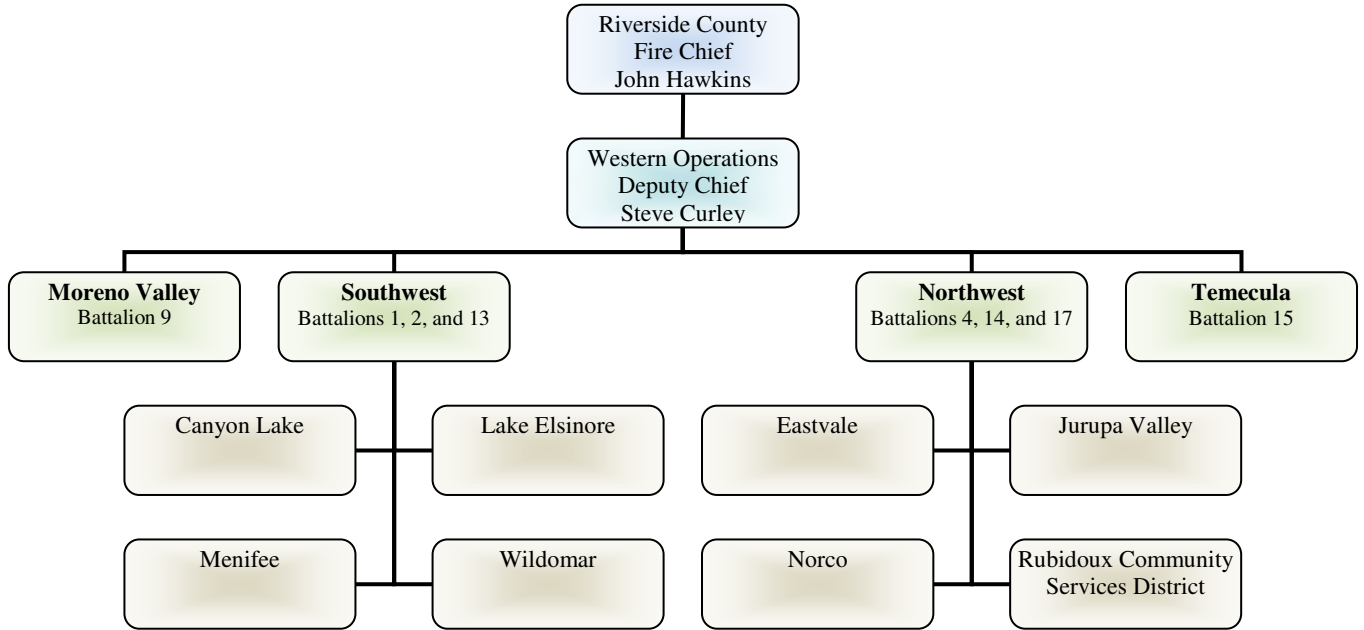 Riverside County
Fire Chief
John Hawkins
Western Operations
Deputy Chief
Steve Curley
Moreno Valley
Battalion 9
Southwest
Battalions 1, 2, and 13
Northwest
Battalions 4, 14, and 17
Temecula
Battalion 15
Canyon Lake
Lake Elsinore
Eastvale
Jurupa Valley
Menifee
Wildomar
Norco
Rubidoux Community
Services District